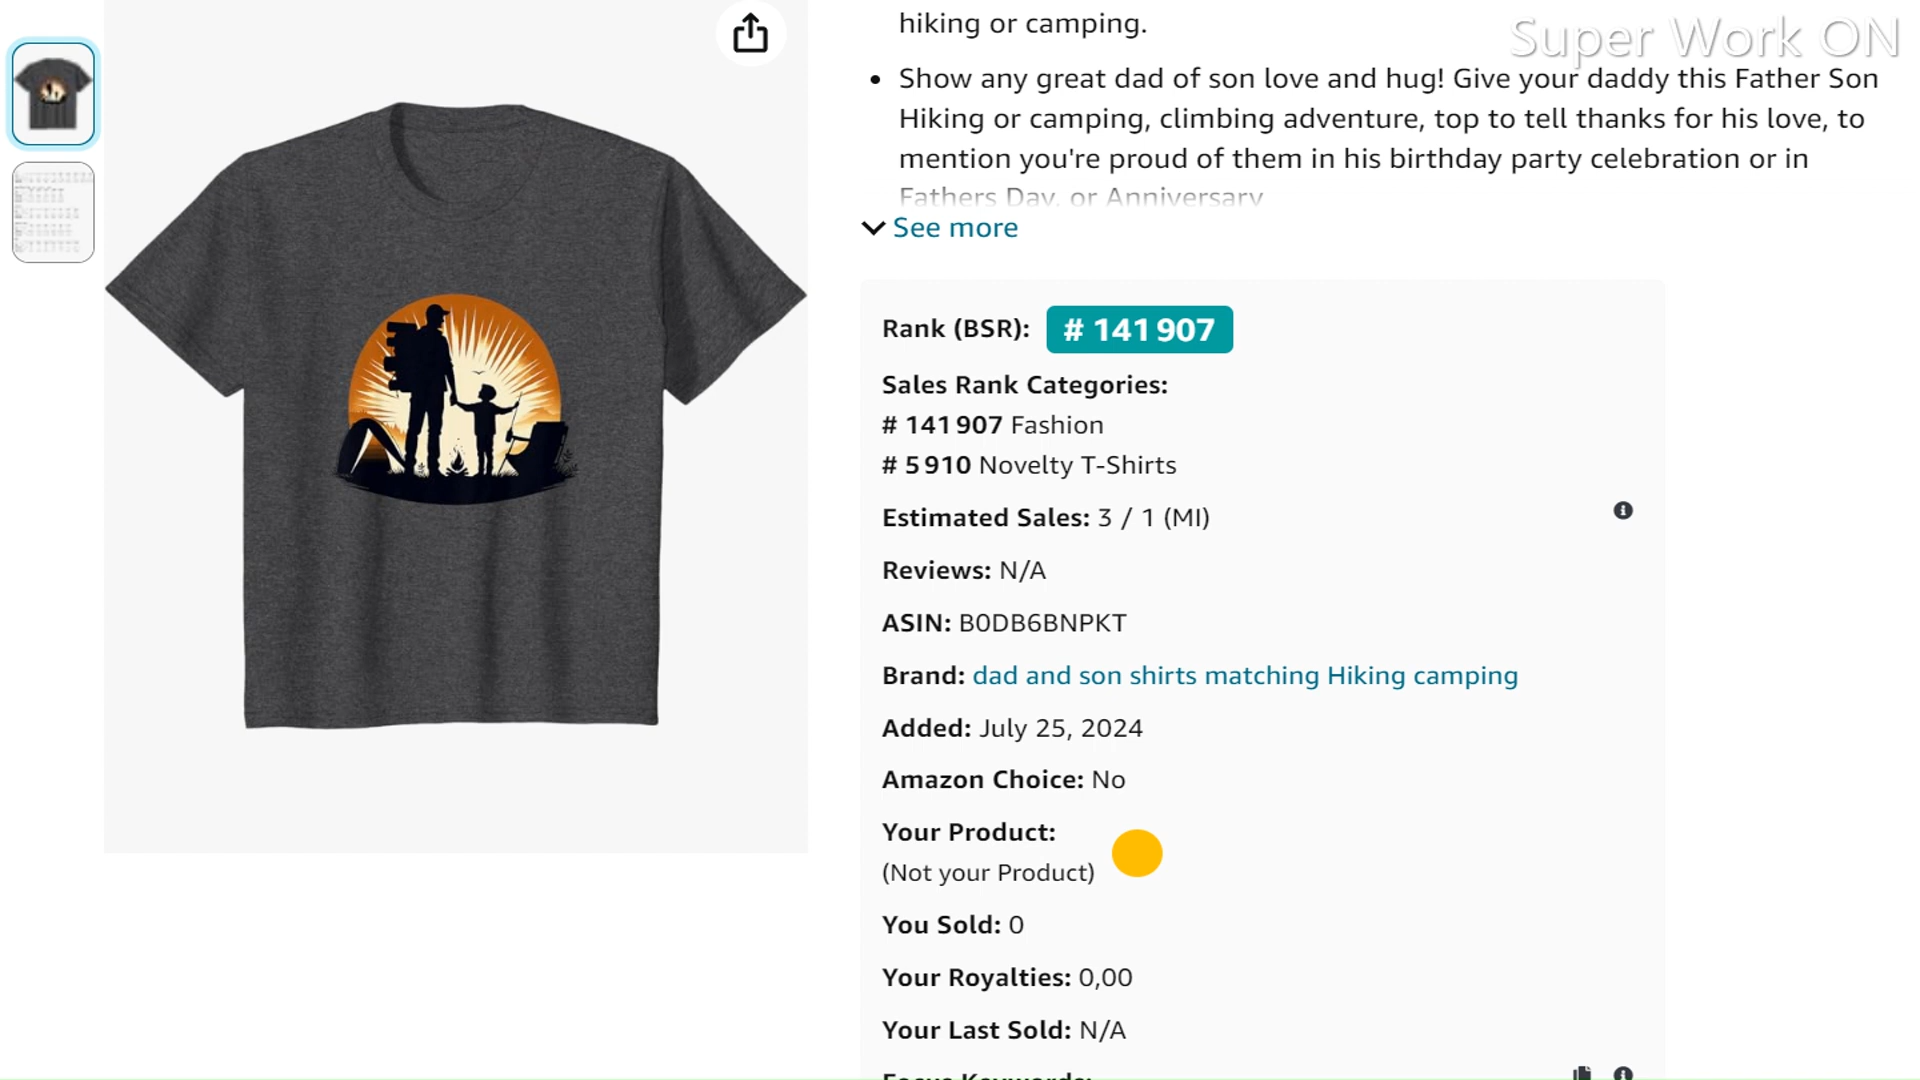 hiking or camping.
Super Work ON
• Show any great dad of son love and hug! Give your daddy this Father Son
Hiking or camping, climbing adventure, top to tell thanks for his love, to
mention you're proud of them in his birthday party celebration or in
Fathers Day, or Anniversary
See more
Rank (BSR): # 141 907
Sales Rank Categories:
# 141 907 Fashion
# 5 910 Novelty T-Shirts
Estimated Sales: 3 / 1 (MI)
Reviews: N/A
ASIN: B0DB6BNPKT
Brand: dad and son shirts matching Hiking camping
Added: July 25, 2024
Amazon Choice: No
Your Product:
(Not your Product)
You Sold: 0
Your Royalties: 0,00
Your Last Sold: N/A
Focus Keywords: